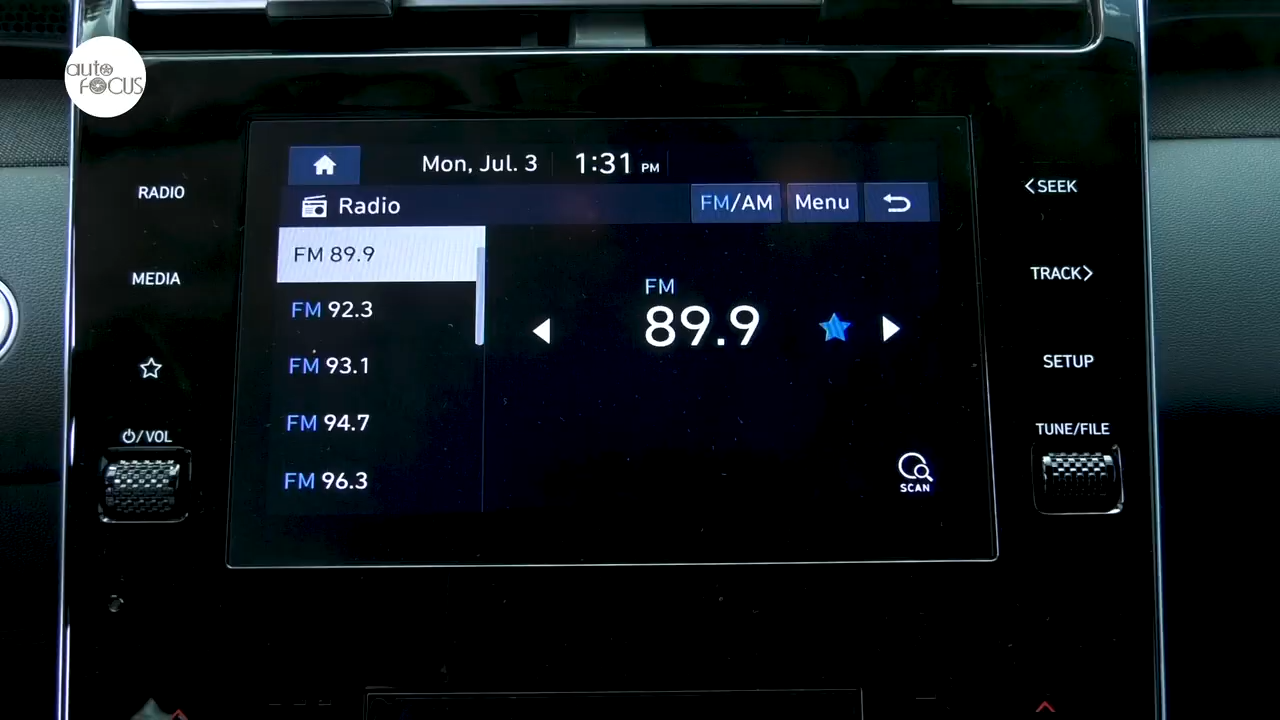 auto
FOCUS
Mon, Jul. 3 1:31 PM
Radio FM/AM Menu
FM 89.9
FM 92.3
FM 93.1
FM 94.7
FM 96.3
FM
89.9
SCAN
RADIO
MEDIA
/VOL
SEEK
TRACK
SETUP
TUNE/FILE